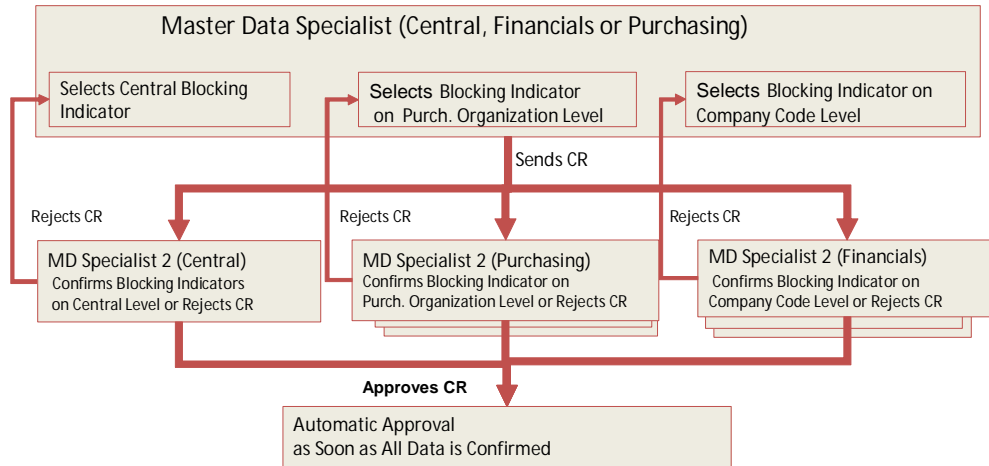 Master Data Specialist (Central, Financials or Purchasing)
Selects Central Blocking
Indicator
Selects Blocking Indicator
on Purch. Organization Level
Selects Blocking Indicator on
Company Code Level
Sends CR
Rejects CR
Rejects CR
Rejects CR
MD Specialist 2 (Central)
Confirms Blocking Indicators
on Central Level or Rejects CR
MD Specialist 2 (Purchasing)
Confirms Blocking Indicator on
Purch. Organization Level or Rejects CR
MD Specialist 2 (Financials)
Confirms Blocking Indicator on
Company Code Level or Rejects CR
Approves CR
Automatic Approval
as Soon as All Data is Confirmed